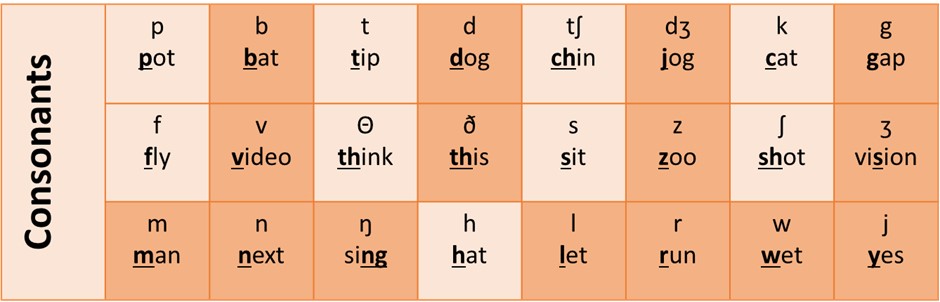 Consonants
p b t d tʃ dʒ k g
pot bat tip dog chin jog cat gap
f v Θ ð s z ʃ ʒ
fly video think this sit zoo shot vision
m n ŋ h l r w j
man next sing hat let run wet yes